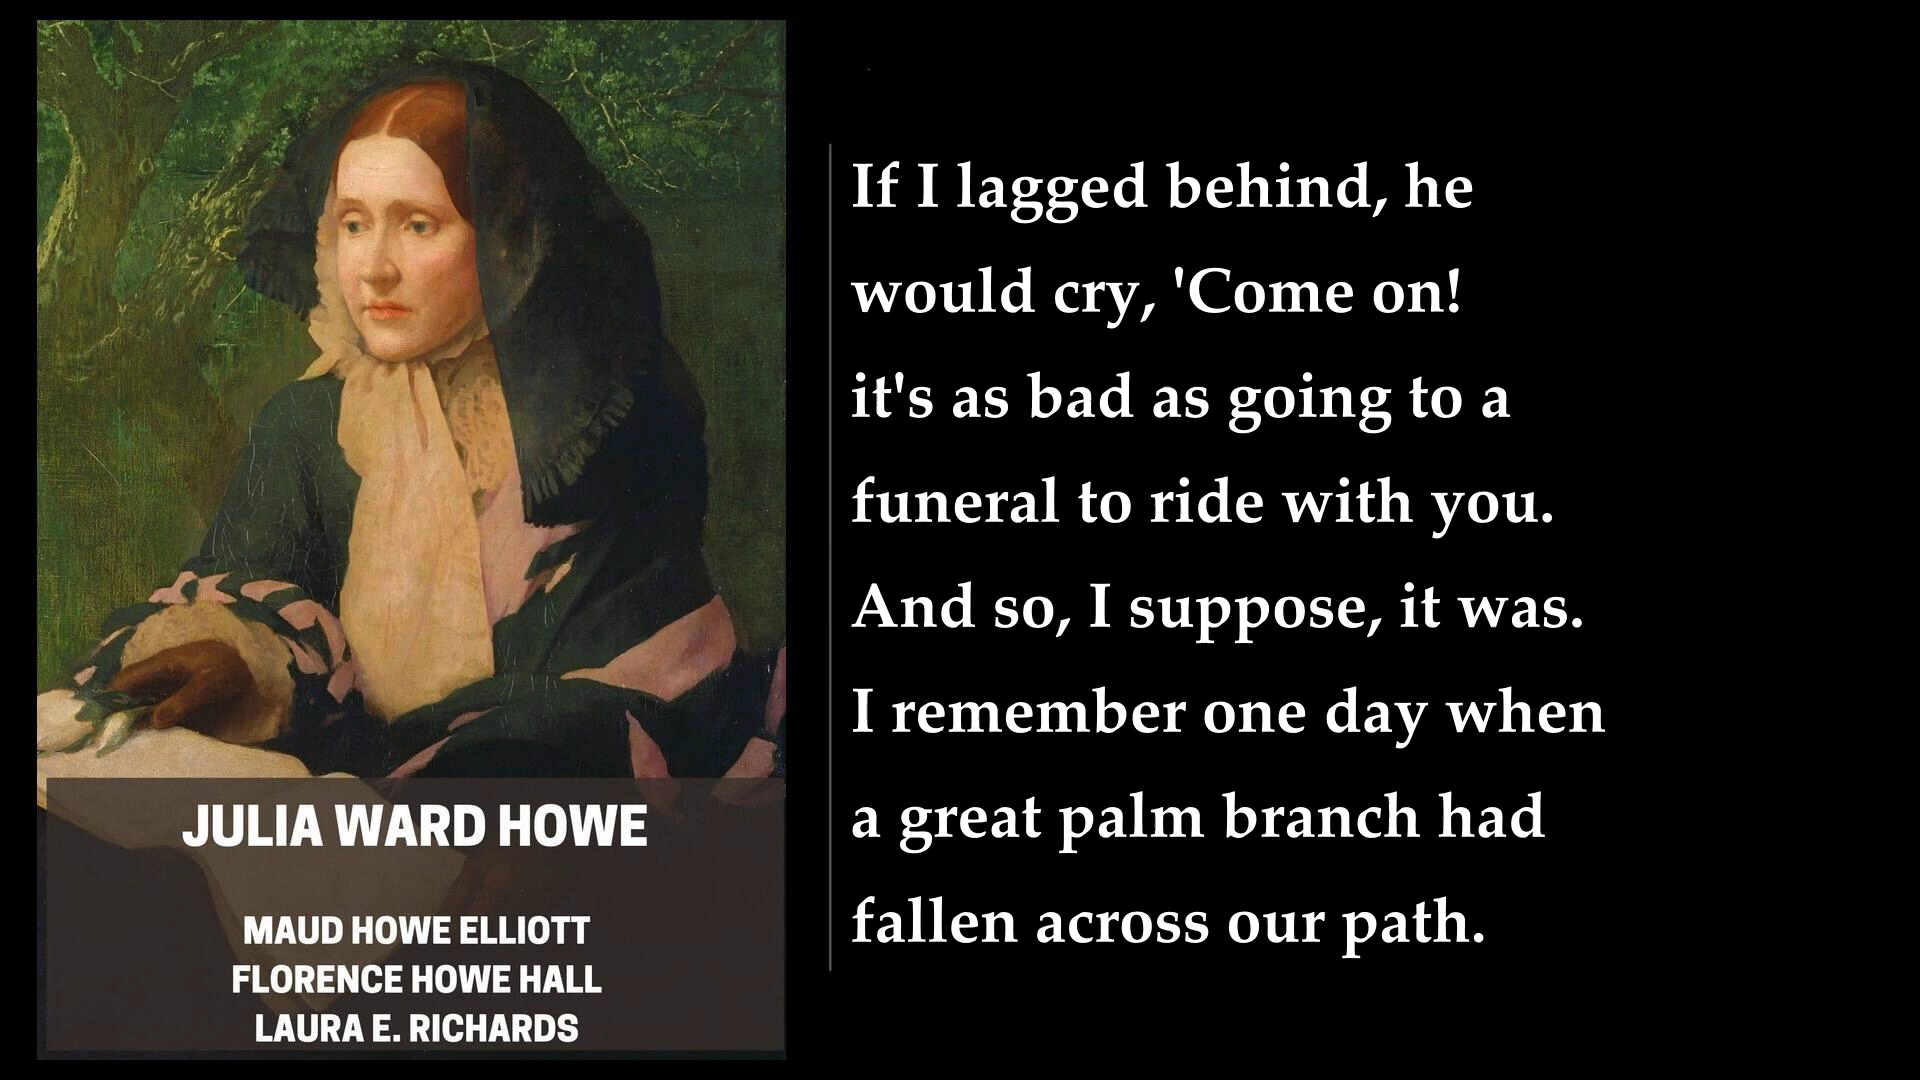 JULIA WARD HOWE
MAUD HOWE ELLIOTT
FLORENCE HOWE HALL
LAURA E. RICHARDS
If I lagged behind, he
would cry, 'Come on!
it's as bad as going to a
funeral to ride with you.
And so, I suppose, it was.
I remember one day when
a great palm branch had
fallen across our path.